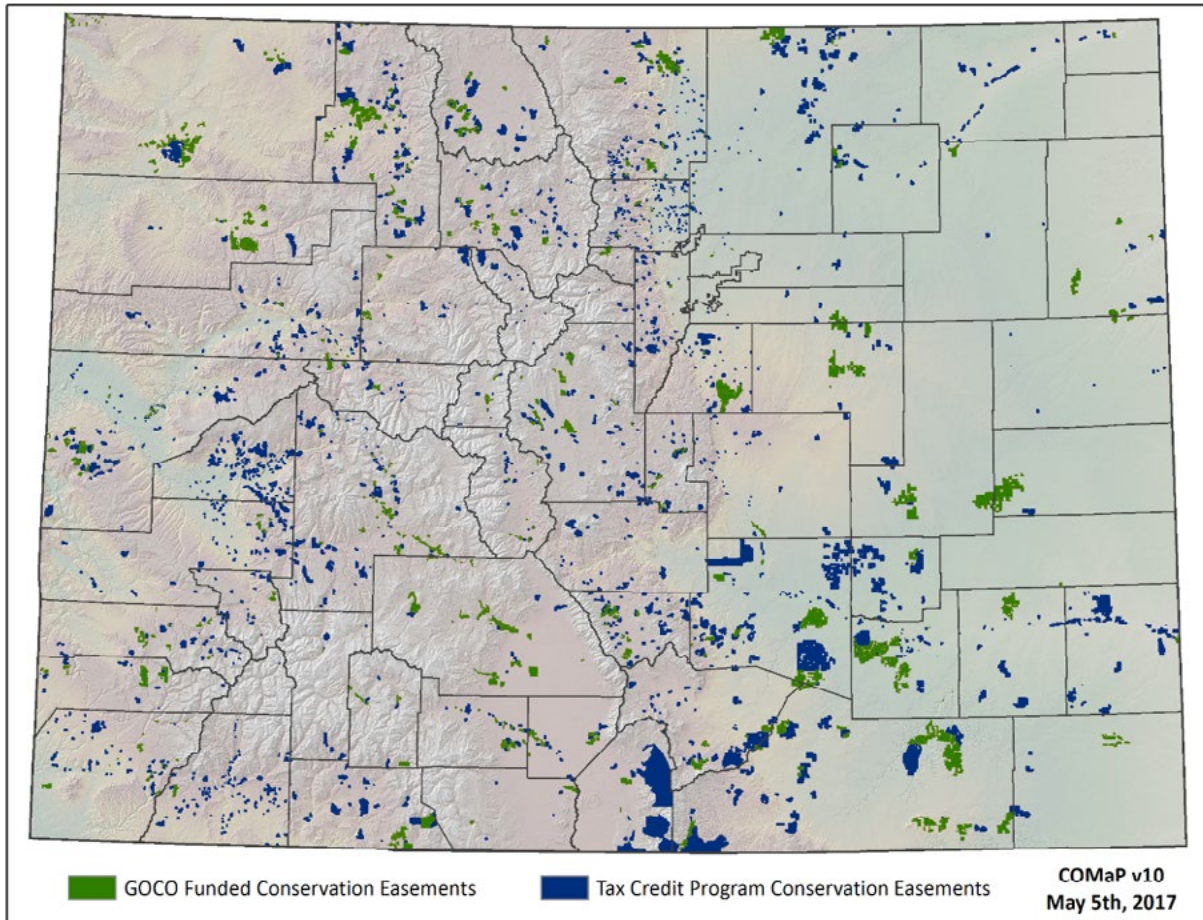 GOCO Funded Conservation Easements
Tax Credit Program Conservation Easements
COMaP v10
May 5th, 2017